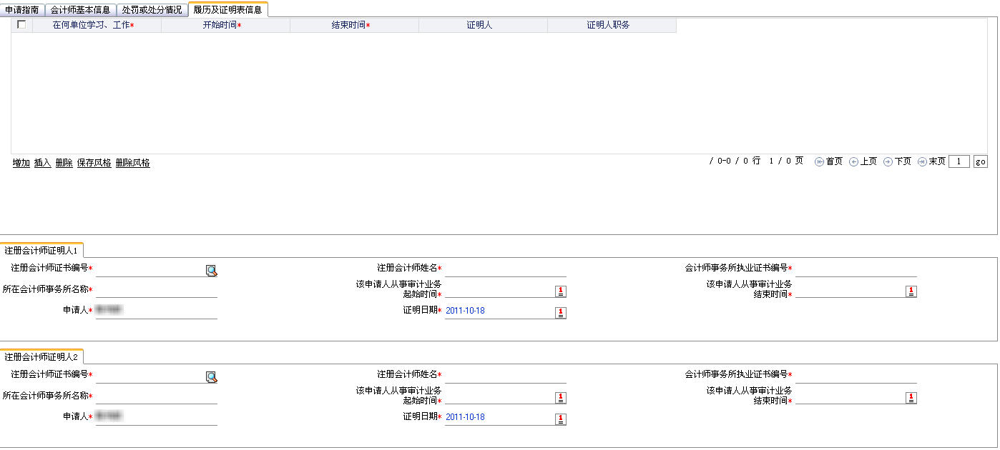 申请指南 会计师基本信息 处罚或处分情况 履历及证明表信息
在何单位学习、工作* 开始时间* 结束时间* 证明人 证明人职务
增加 插入 删除 保存风格 删除风格 / 0-0 / 0 行 1 / 0 页 首页 上页 下页 末页 1 go
注册会计师证明人1
注册会计师证书编号* 注册会计师姓名* 会计师事务所执业证书编号*
所在会计师事务所名称* 该申请人从事审计业务起始时间* 该申请人从事审计业务结束时间*
申请人* 证明日期* 2011-10-18
注册会计师证明人2
注册会计师证书编号* 注册会计师姓名* 会计师事务所执业证书编号*
所在会计师事务所名称* 该申请人从事审计业务起始时间* 该申请人从事审计业务结束时间*
申请人* 证明日期* 2011-10-18